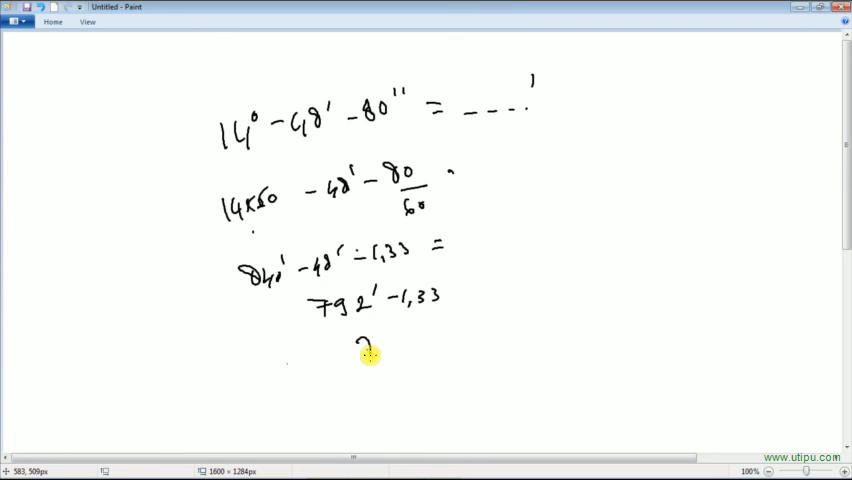 Untitled - Paint
Home View
14° - 48' - 80'' = - - - - '
14x60 - 48' - 80
60
840' - 48' - 1,33 =
792' - 1,33
www.utipu.com
583, 509px 1600 × 1284px 100%